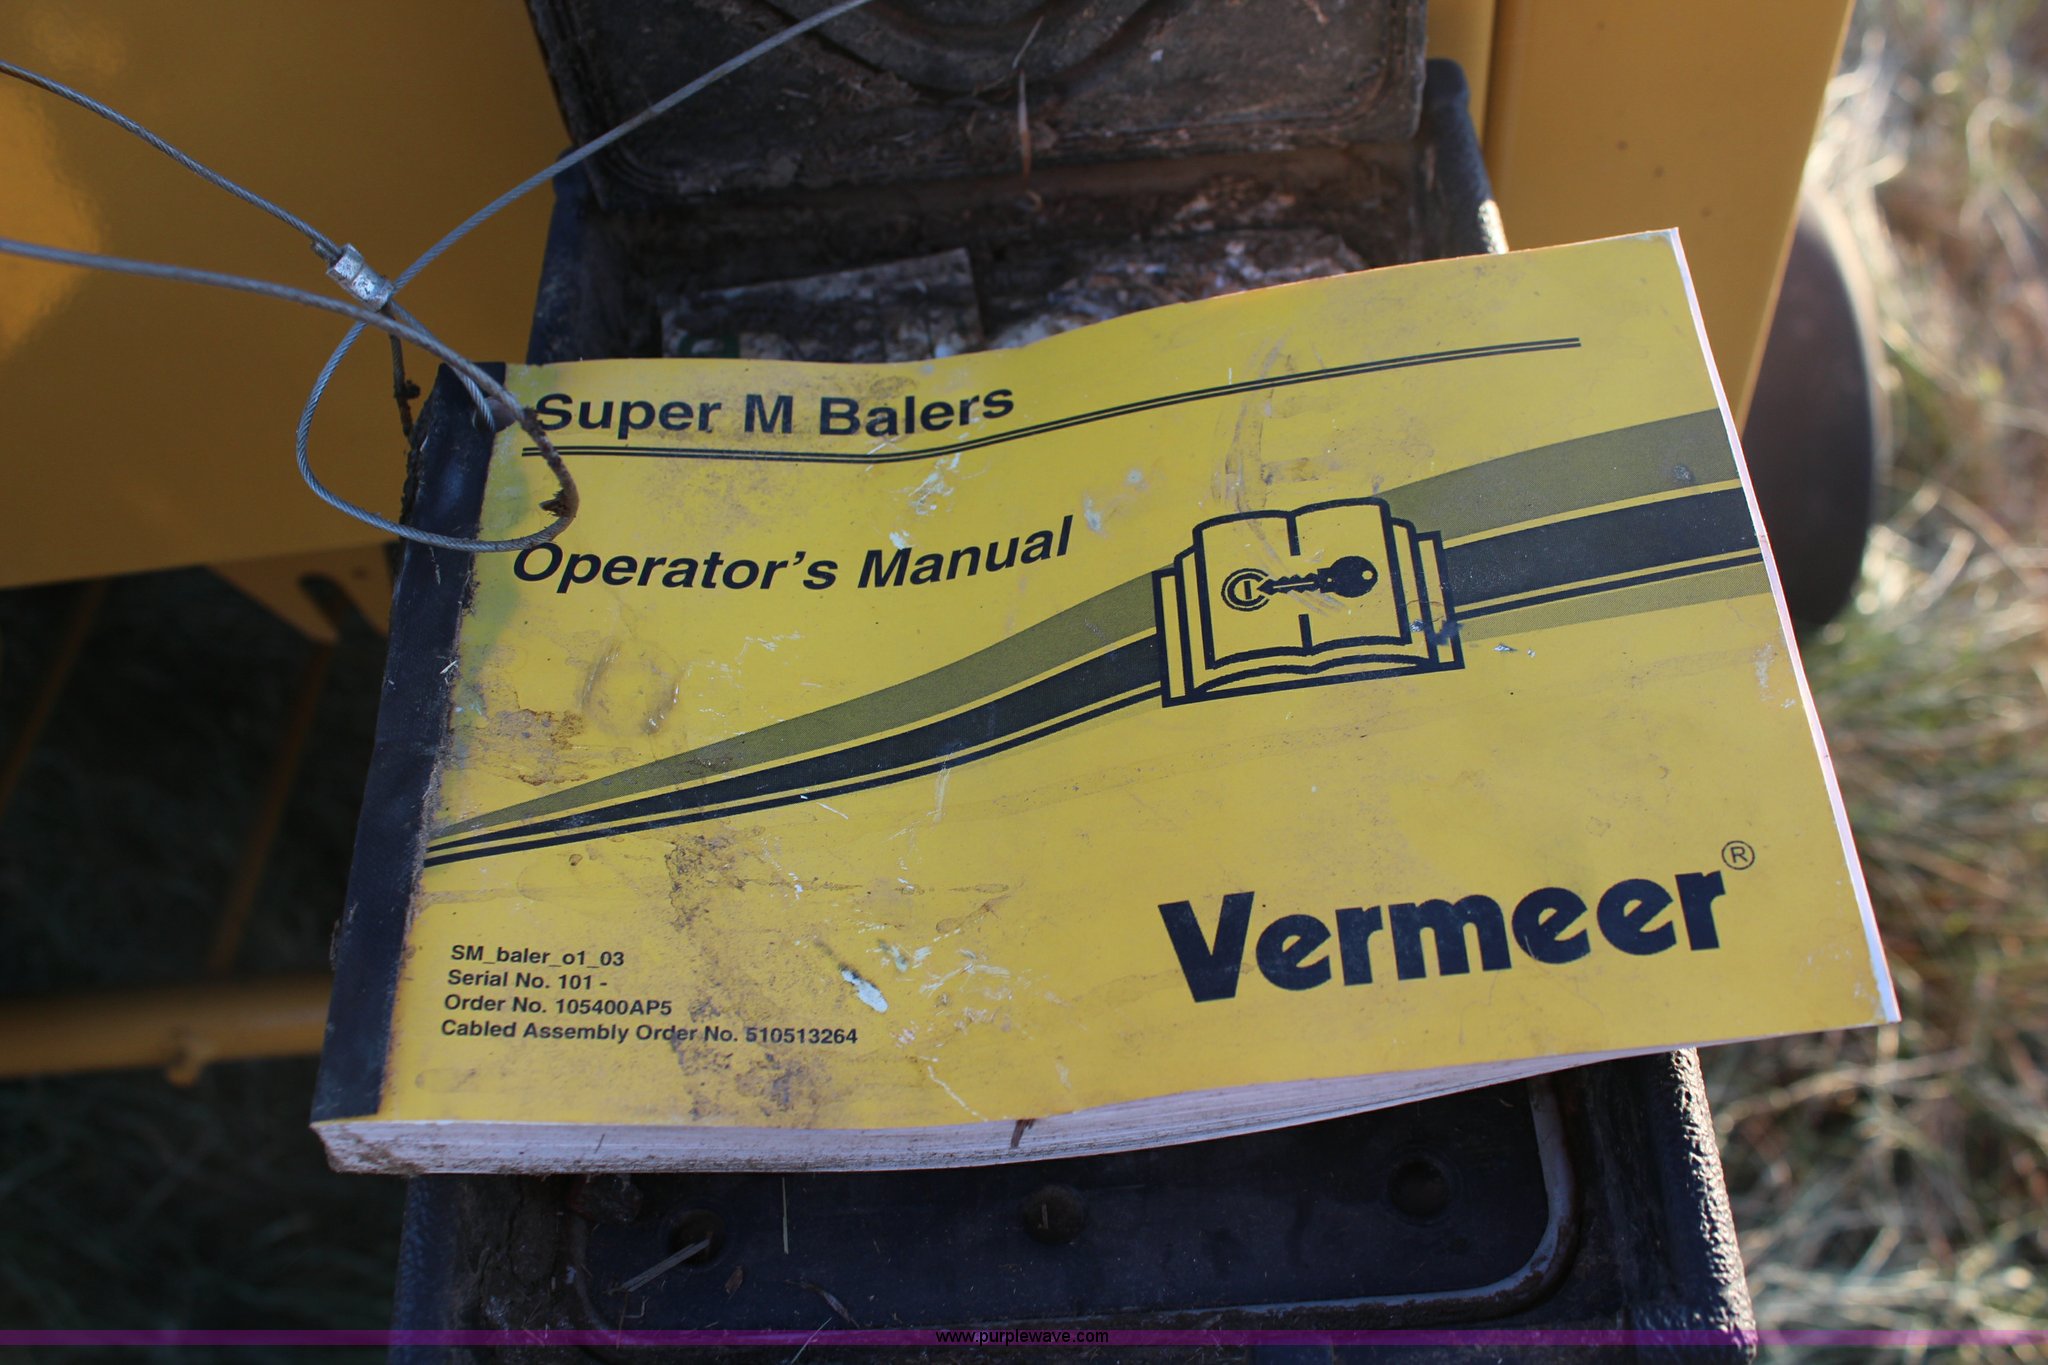 Super M Balers
Operator's Manual
Vermeer®
SM_baler_o1_03
Serial No. 101 -
Order No. 105400AP5
Cabled Assembly Order No. 510513264
www.purplewave.com